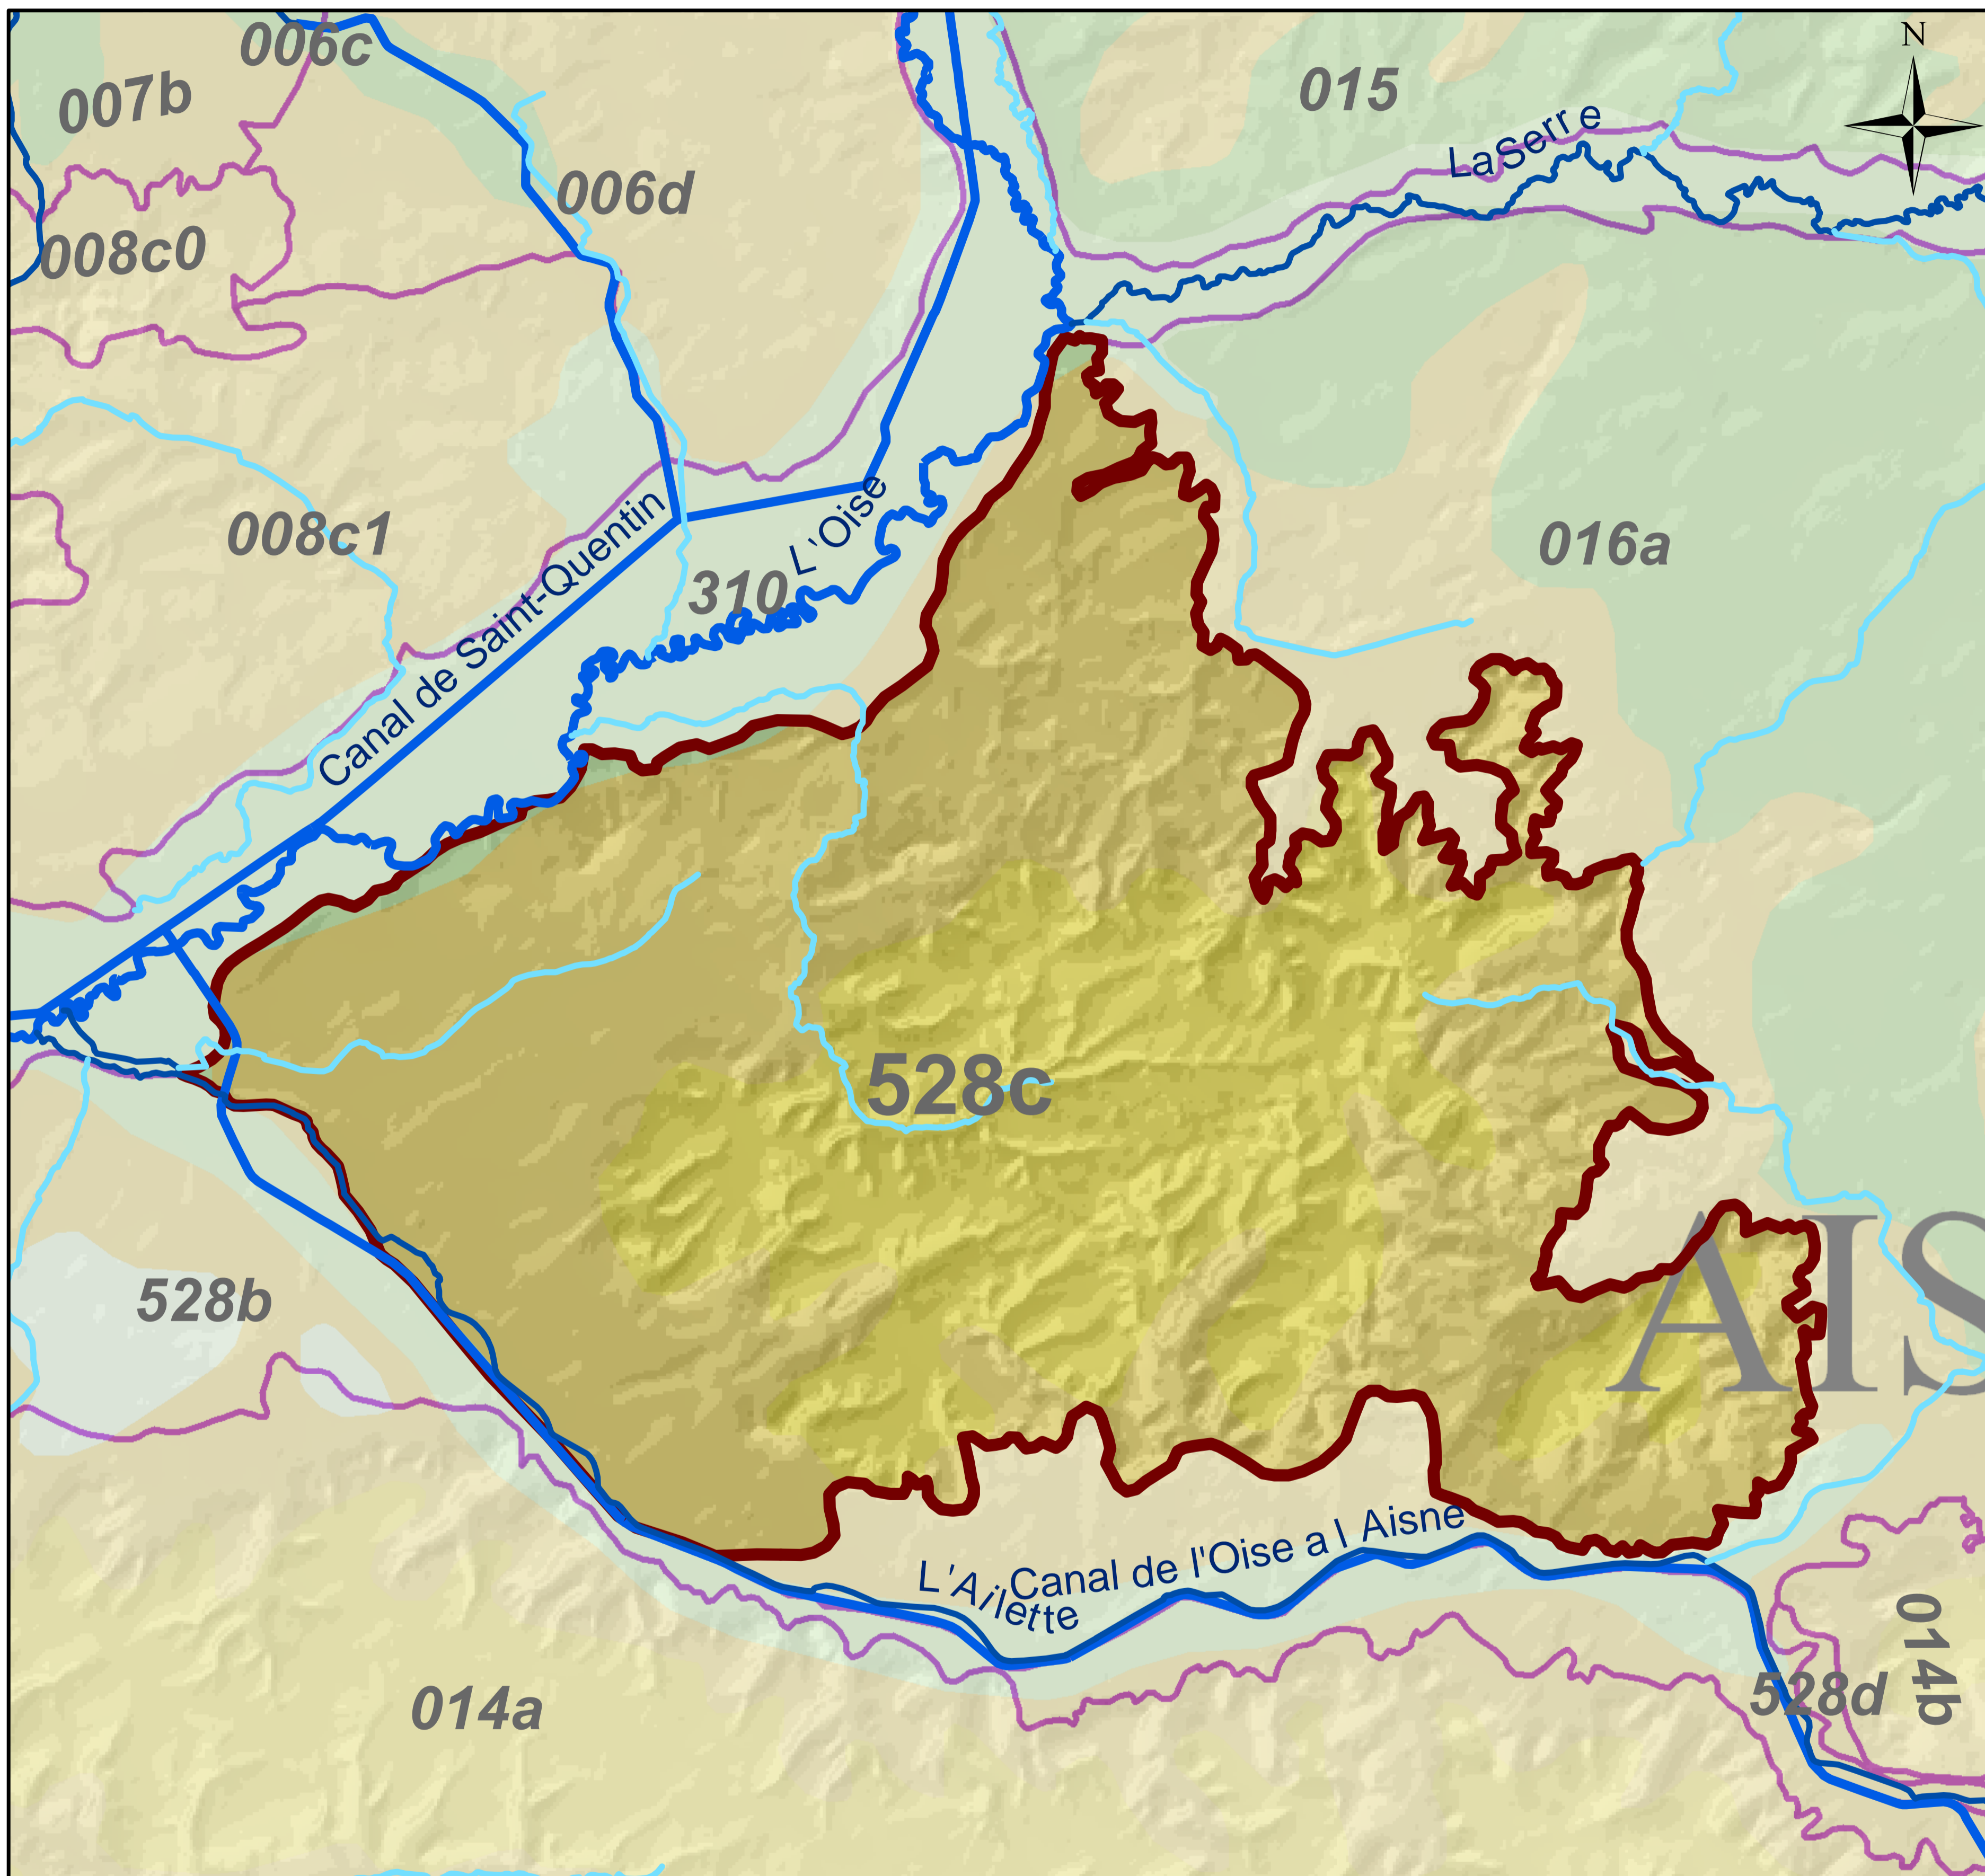 006c
N
015
007b
LaSerre
006d
008c0
008c1
016a
L'Oise
310
Canal de Saint-Quentin
528c
AIS
528b
Canal de l'Oise a l Aisne
L'Ailette
014b
528d
014a